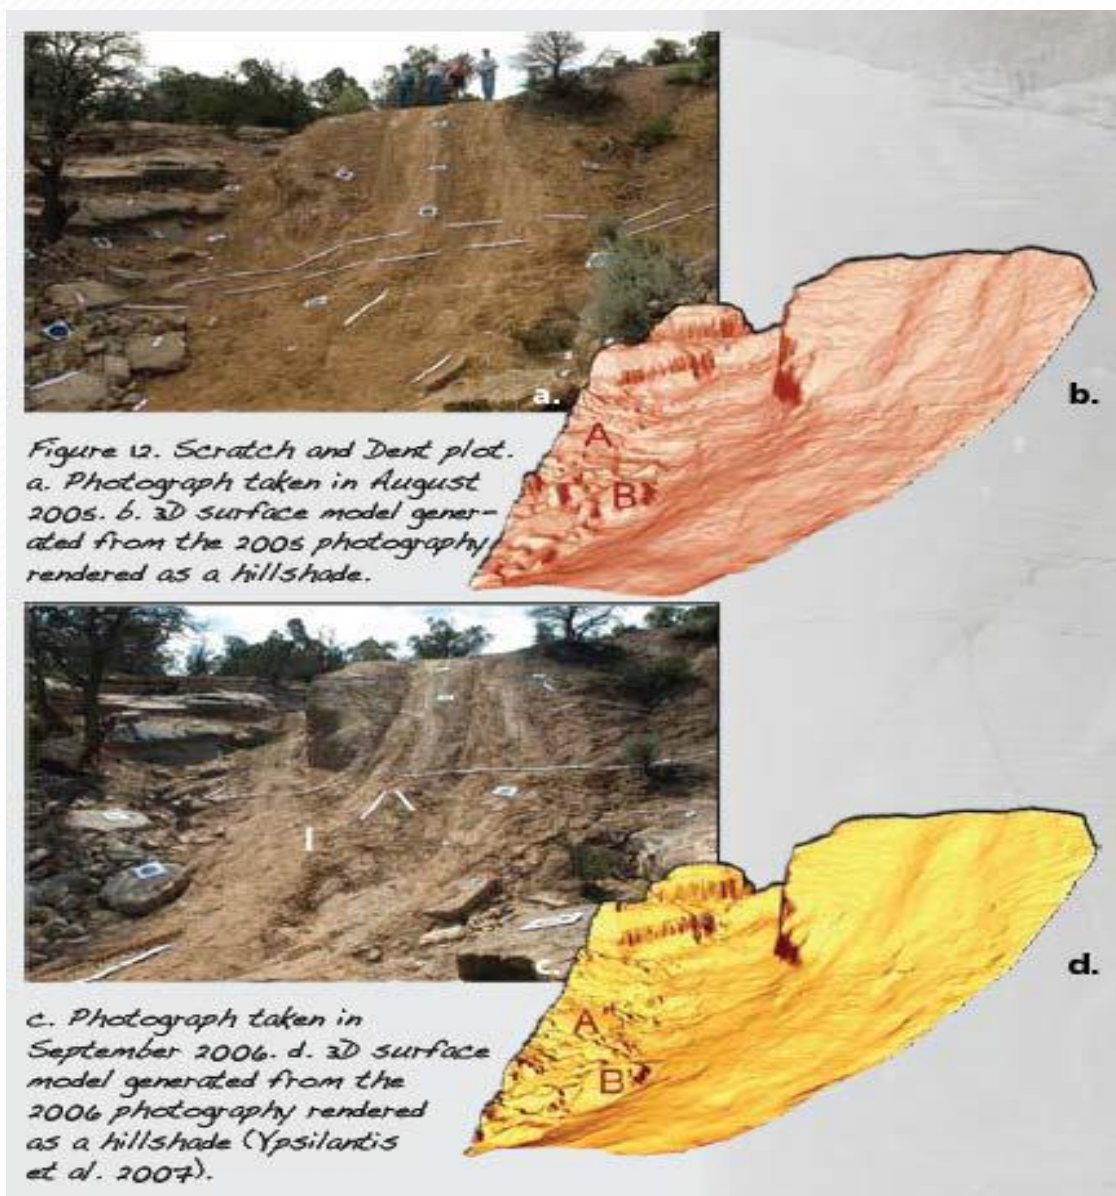 a.
b.
A
B
Figure 12. Scratch and Dent plot.
a. Photograph taken in August
2005. b. 3D surface model gener-
ated from the 2005 photography
rendered as a hillshade.
c.
d.
A'
B'
c. Photograph taken in
September 2006. d. 3D surface
model generated from the
2006 photography rendered
as a hillshade (Ypsilantis
et al. 2007).